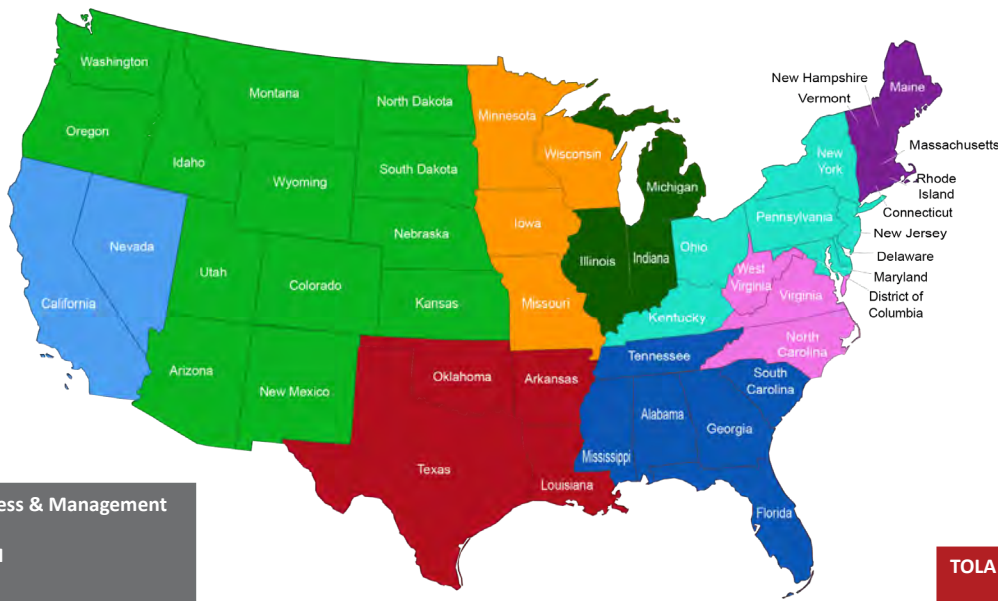 Washington
Montana
North Dakota
Minnesota
Oregon
Idaho
Wyoming
South Dakota
Wisconsin
Michigan
New Hampshire
Vermont
Maine
Massachusetts
New
York
Rhode
Island
Connecticut
Nevada
California
Utah
Colorado
Nebraska
Kansas
Iowa
Missouri
Illinois
Indiana
Ohio
Pennsylvania
New Jersey
Delaware
Maryland
District of
Columbia
West
Virginia
Virginia
Kentucky
North
Carolina
Arizona
New Mexico
Oklahoma
Arkansas
Tennessee
South
Carolina
Texas
Louisiana
Mississippi
Alabama
Georgia
Florida
ess & Management
TOLA